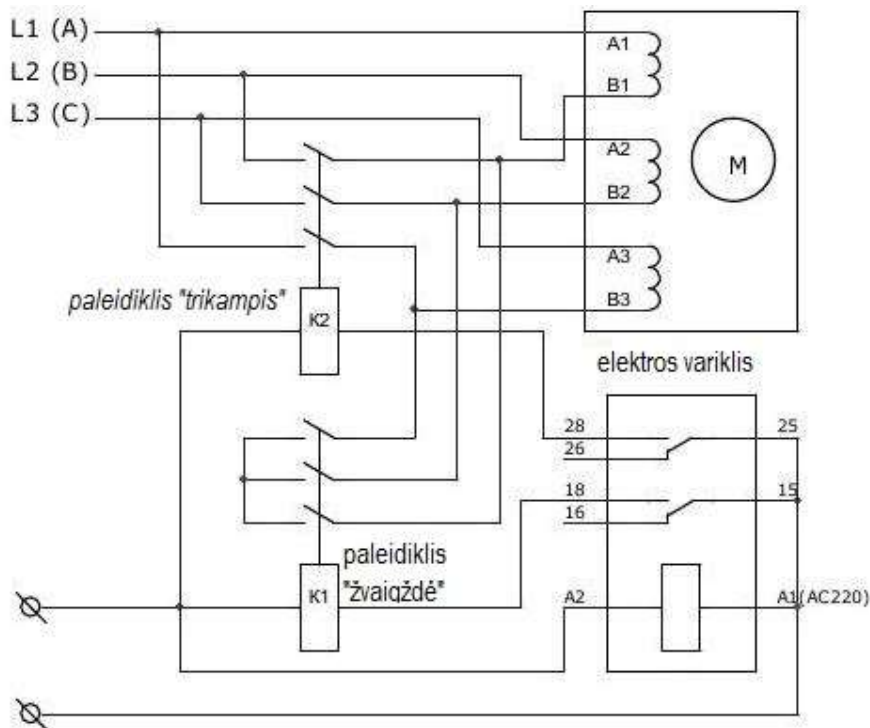 L1 (A)
L2 (B)
L3 (C)
A1
B1
A2
B2
A3
B3
M
paleidiklis "trikampis"
K2
elektros variklis
28
26
25
18
16
15
paleidiklis
"žvaigždė"
K1
A2
A1(AC220)